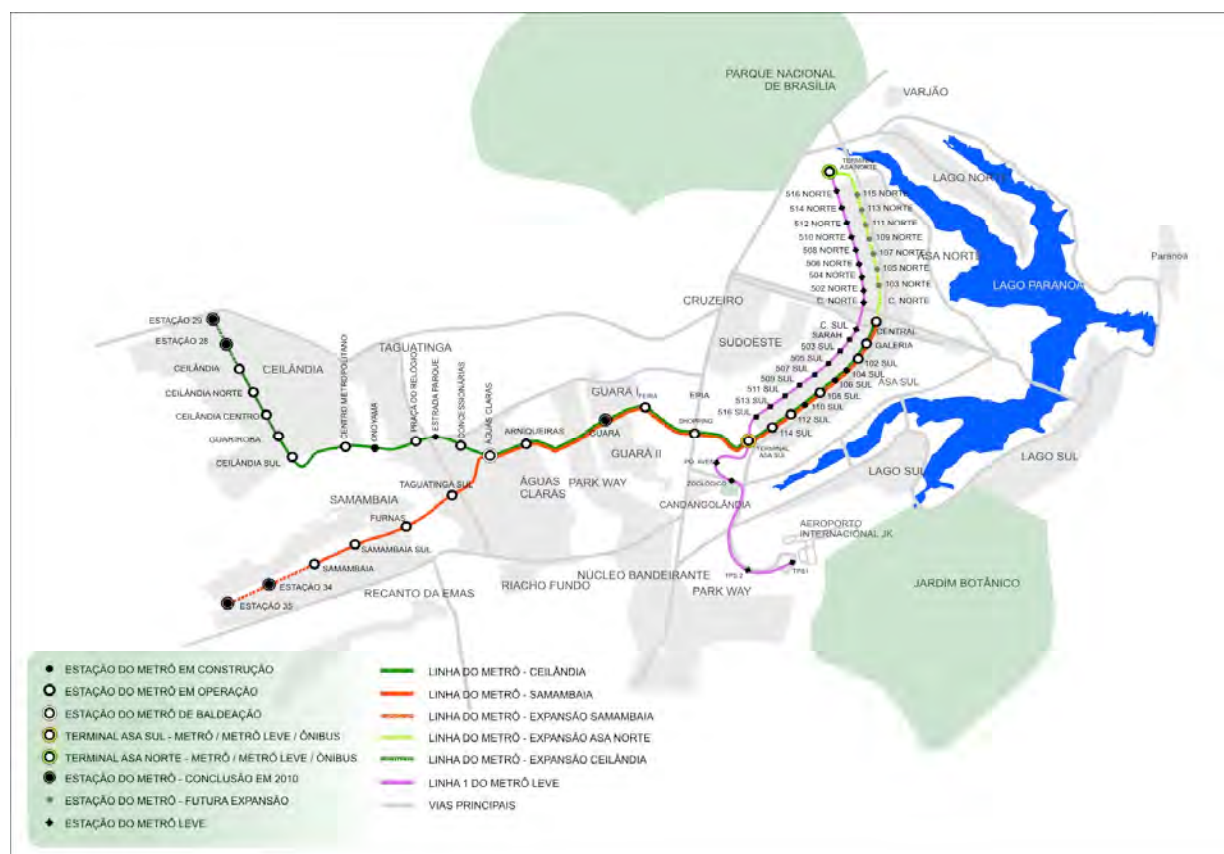 PARQUE NACIONAL
DE BRASÍLIA
VARJÃO
TERMINAL
ASA NORTE
LAGO NORTE
516 NORTE
115 NORTE
514 NORTE
113 NORTE
512 NORTE
111 NORTE
510 NORTE
109 NORTE
508 NORTE
107 NORTE
ASA NORTE
506 NORTE
105 NORTE
504 NORTE
103 NORTE
502 NORTE
C. NORTE
C. NORTE
Paranoa
LAGO PARANOA
CRUZEIRO
SUDOESTE
C. SUL
SARAH
CENTRAL
GALERIA
503 SUL
102 SUL
505 SUL
104 SUL
507 SUL
106 SUL
ASA SUL
509 SUL
108 SUL
511 SUL
110 SUL
513 SUL
112 SUL
516 SUL
114 SUL
ESTAÇÃO 29
ESTAÇÃO 28
CEILÂNDIA
CEILÂNDIA
CEILÂNDIA NORTE
CEILÂNDIA CENTRO
GUARIROBA
CEILÂNDIA SUL
TAGUATINGA
CENTRO METROPOLITANO
ONOYAMA
PRAÇA DO RELÓGIO
ESTRADA PARQUE
CONCESSIONÁRIAS
ÁGUAS CLARAS
ARNIQUEIRAS
GUARÁ I
FEIRA
EPIA
GUARÁ
SHOPPING
GUARÁ II
TERMINAL
ASA SUL
LAGO SUL
LAGO SUL
ÁGUAS
CLARAS
PARK WAY
ZOOLÓGICO
CANDANGOLÂNDIA
TAGUATINGA SUL
SAMAMBAIA
FURNAS
SAMAMBAIA SUL
SAMAMBAIA
ESTAÇÃO 34
ESTAÇÃO 35
AEROPORTO
INTERNACIONAL JK
NÚCLEO BANDEIRANTE
RIACHO FUNDO
RECANTO DA EMAS
TPS 2
TPS1
PARK WAY
JARDIM BOTÂNICO
ESTAÇÃO DO METRÔ EM CONSTRUÇÃO
ESTAÇÃO DO METRÔ EM OPERAÇÃO
ESTAÇÃO DO METRÔ DE BALDEAÇÃO
TERMINAL ASA SUL - METRÔ / METRÔ LEVE / ÔNIBUS
TERMINAL ASA NORTE - METRÔ / METRÔ LEVE / ÔNIBUS
ESTAÇÃO DO METRÔ - CONCLUSÃO EM 2010
ESTAÇÃO DO METRÔ - FUTURA EXPANSÃO
ESTAÇÃO DO METRÔ LEVE
LINHA DO METRÔ - CEILÂNDIA
LINHA DO METRÔ - SAMAMBAIA
LINHA DO METRÔ - EXPANSÃO SAMAMBAIA
LINHA DO METRÔ - EXPANSÃO ASA NORTE
LINHA DO METRÔ - EXPANSÃO CEILÂNDIA
LINHA 1 DO METRÔ LEVE
VIAS PRINCIPAIS